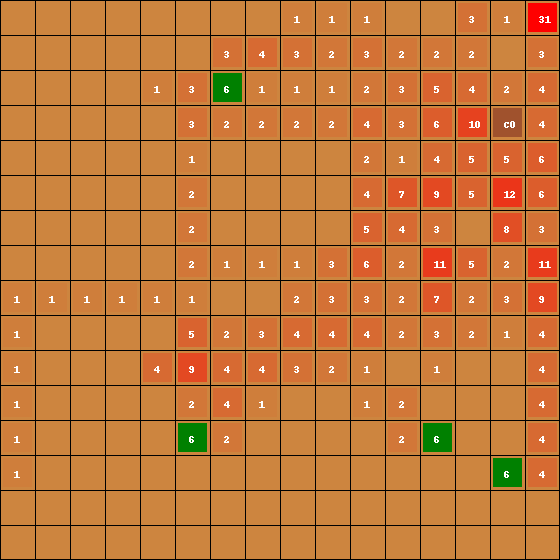 1 1 1 3 1 31
3 4 3 2 3 2 2 2 3
1 3 6 1 1 1 2 3 5 4 2 4
3 2 2 2 2 4 3 6 10 c0 4
1 2 1 4 5 5 6
2 4 7 9 5 12 6
2 5 4 3 8 3
2 1 1 1 3 6 2 11 5 2 11
1 1 1 1 1 1 2 3 3 2 7 2 3 9
1 5 2 3 4 4 4 2 3 2 1 4
1 4 9 4 4 3 2 1 1 4
1 2 4 1 1 2 4
1 6 2 2 6 4
1 6 4